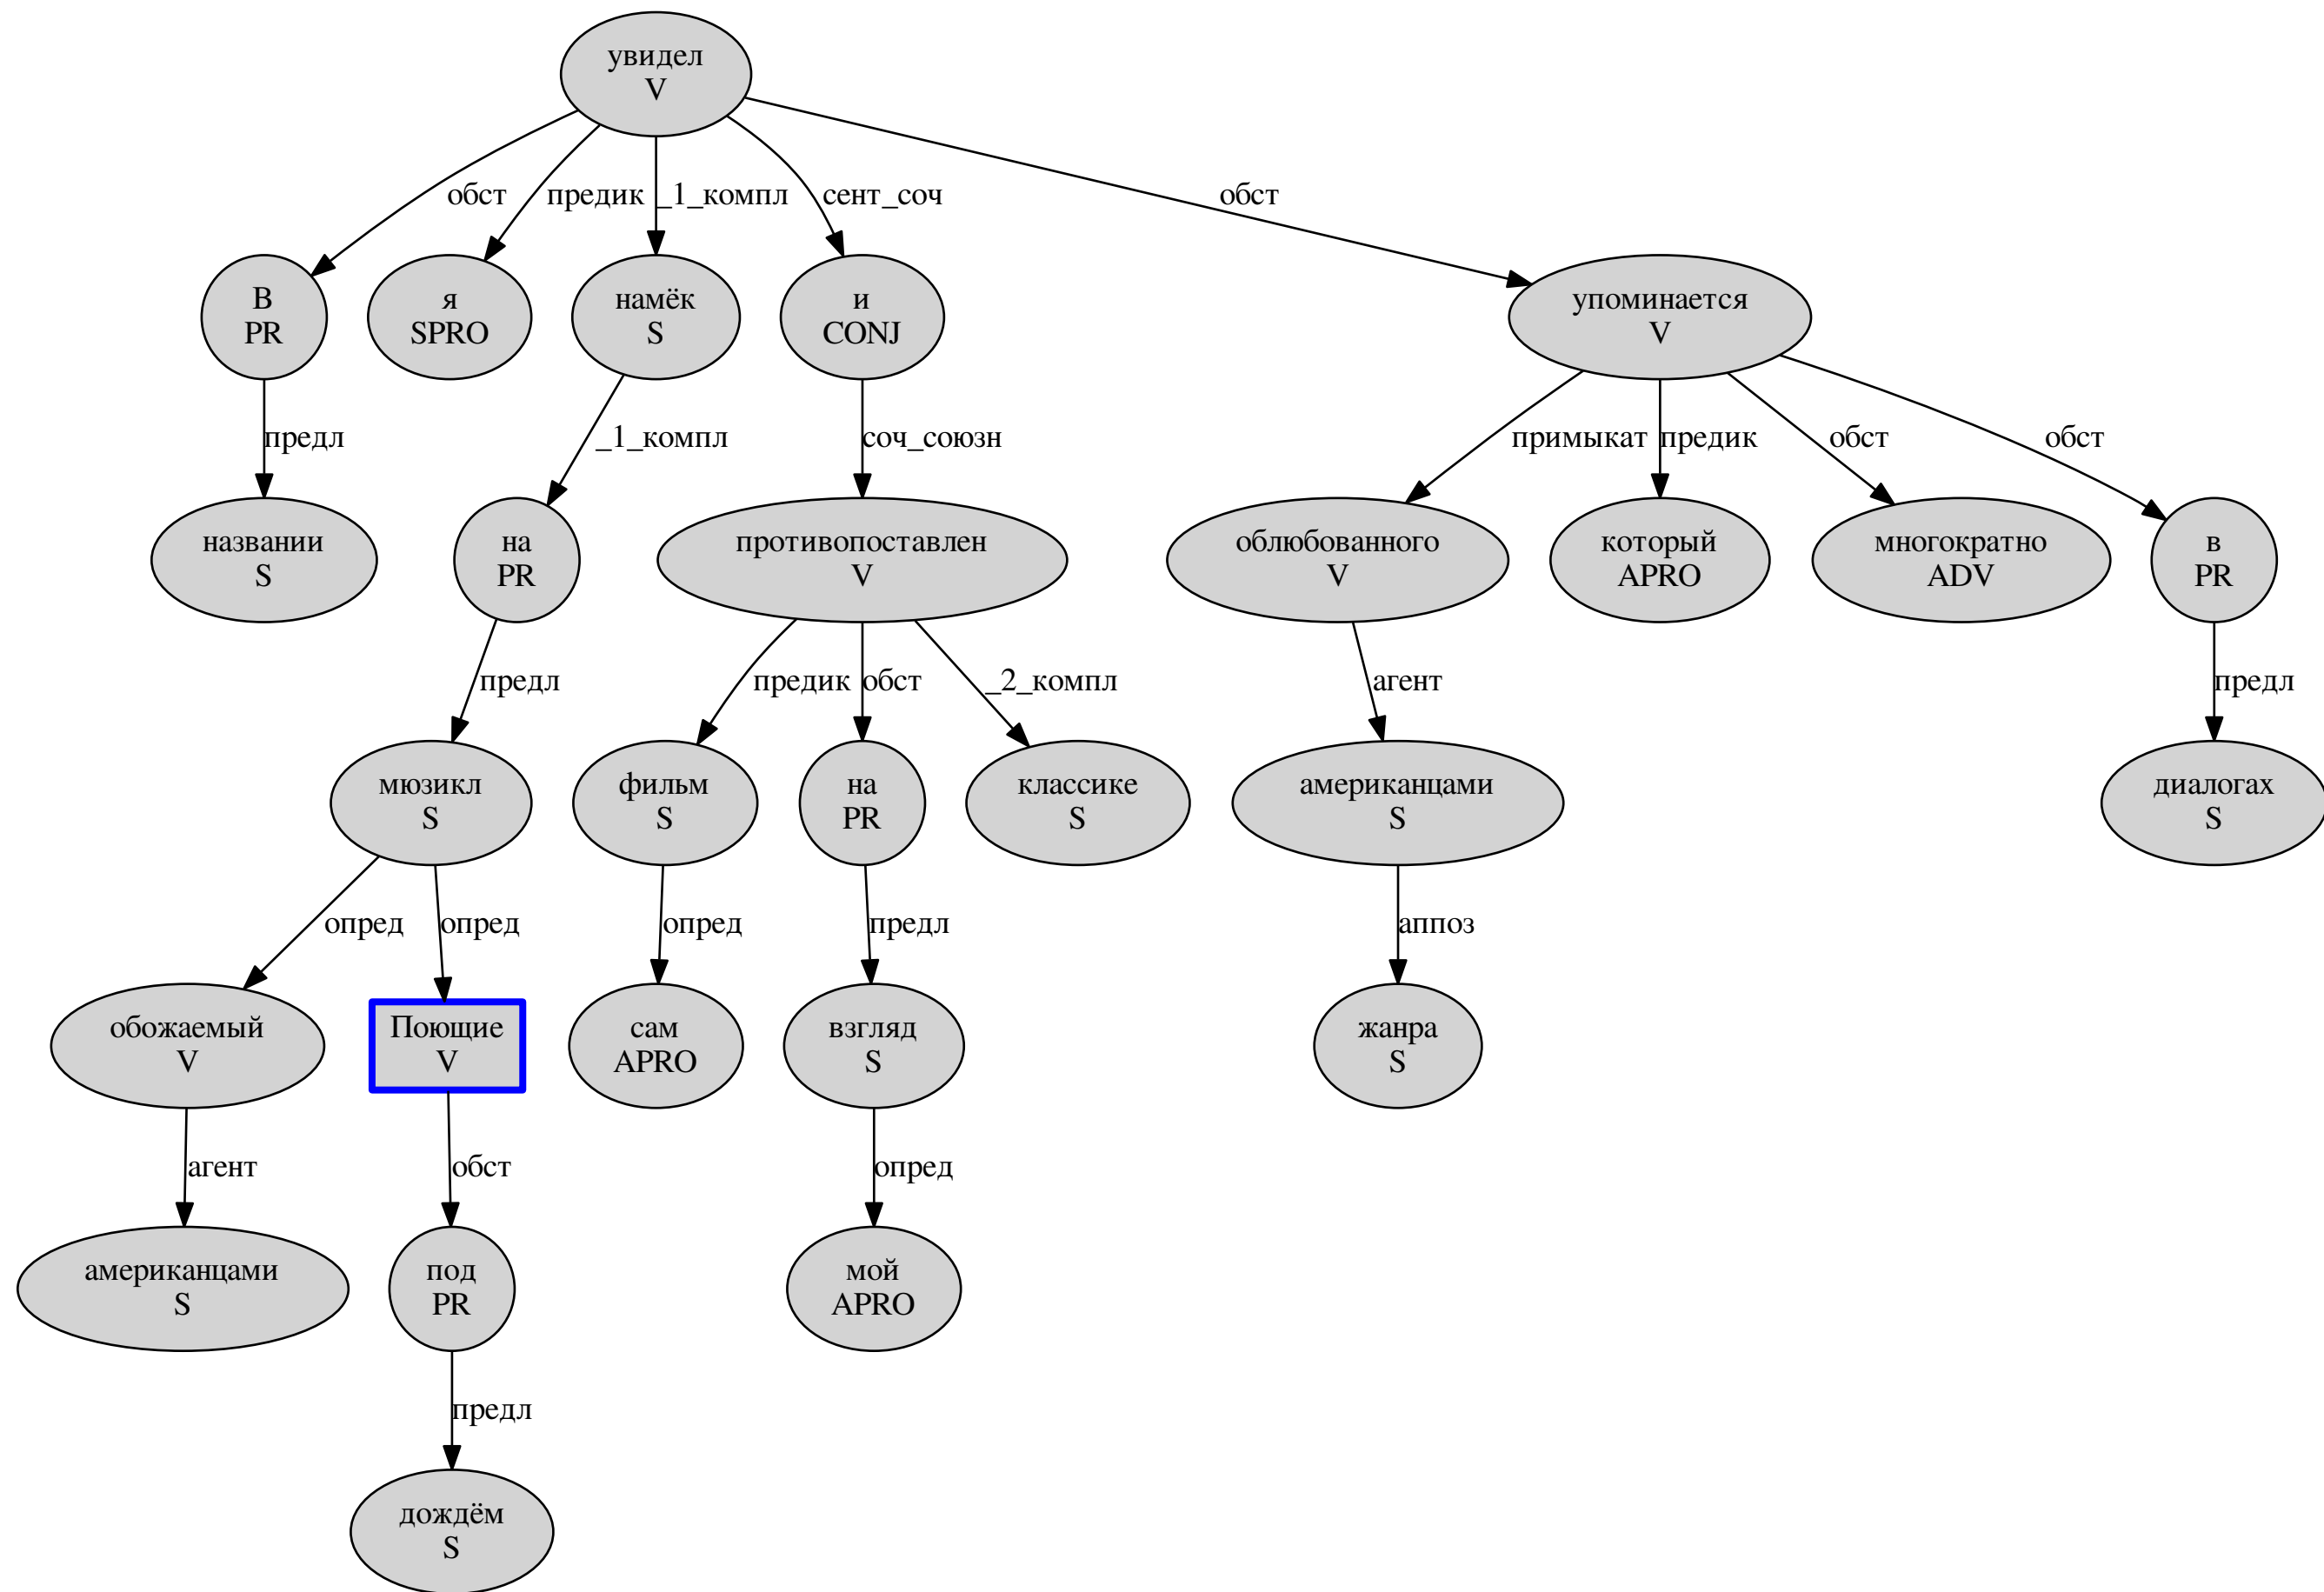 увидел
V
обст
предик
_1_компл
сент_соч
обст
В
PR
я
SPRO
намёк
S
и
CONJ
упоминается
V
предл
_1_компл
соч_союзн
примыкат
предик
обст
обст
названии
S
на
PR
противопоставлен
V
облюбованного
V
который
APRO
многократно
ADV
в
PR
предл
предик
обст
_2_компл
агент
предл
мюзикл
S
фильм
S
на
PR
классике
S
американцами
S
диалогах
S
опред
опред
опред
предл
аппоз
обожаемый
V
Поющие
V
сам
APRO
взгляд
S
жанра
S
агент
обст
опред
американцами
S
под
PR
мой
APRO
предл
дождём
S